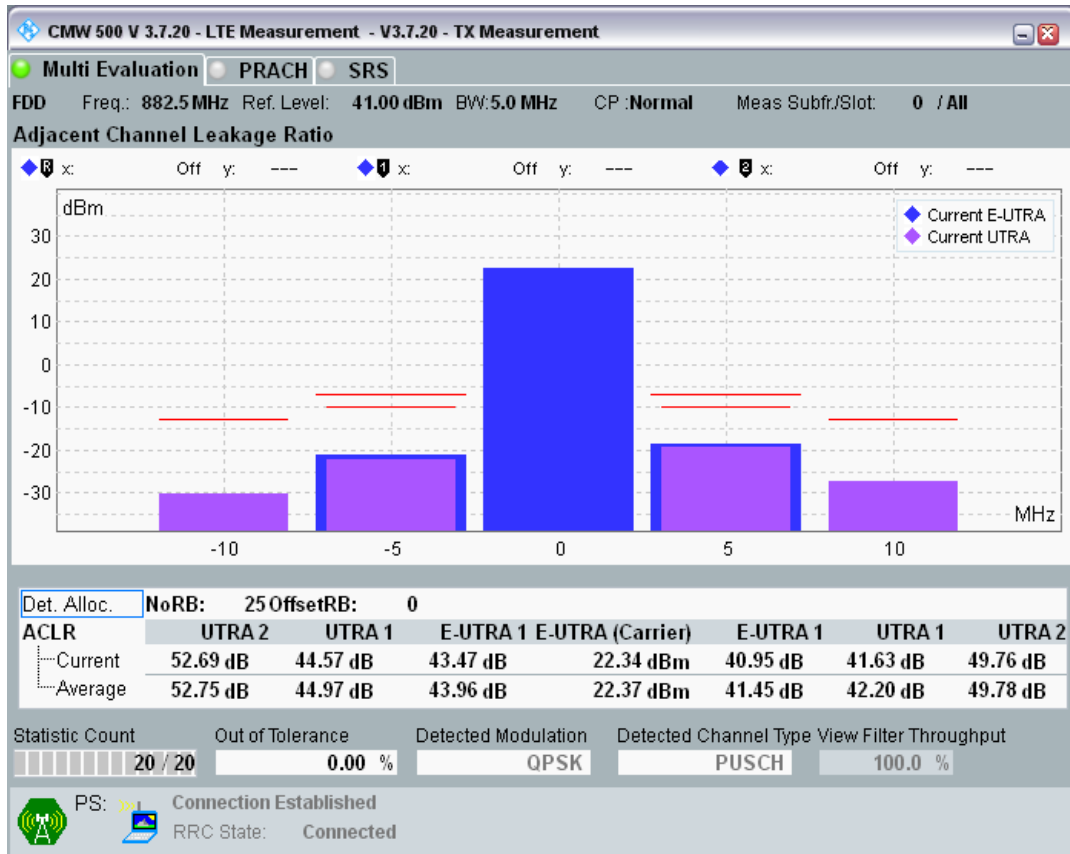 CMW 500 V 3.7.20 - LTE Measurement - V3.7.20 - TX Measurement
Multi Evaluation PRACH SRS
FDD Freq.: 882.5 MHz Ref. Level: 41.00 dBm BW:5.0 MHz CP :Normal Meas Subfr./Slot: 0 / All
Adjacent Channel Leakage Ratio
R x: Off y: --- 1 x: Off y: --- 2 x: Off y: ---
dBm
Current E-UTRA
Current UTRA
30
20
10
0
-10
-20
-30
MHz
-10 -5 0 5 10
Det. Alloc. NoRB: 25 OffsetRB: 0
ACLR UTRA 2 UTRA 1 E-UTRA 1 E-UTRA (Carrier) E-UTRA 1 UTRA 1 UTRA 2
Current 52.69 dB 44.57 dB 43.47 dB 22.34 dBm 40.95 dB 41.63 dB 49.76 dB
Average 52.75 dB 44.97 dB 43.96 dB 22.37 dBm 41.45 dB 42.20 dB 49.78 dB
Statistic Count Out of Tolerance Detected Modulation Detected Channel Type View Filter Throughput
20 / 20 0.00 % QPSK PUSCH 100.0 %
PS: Connection Established
RRC State: Connected